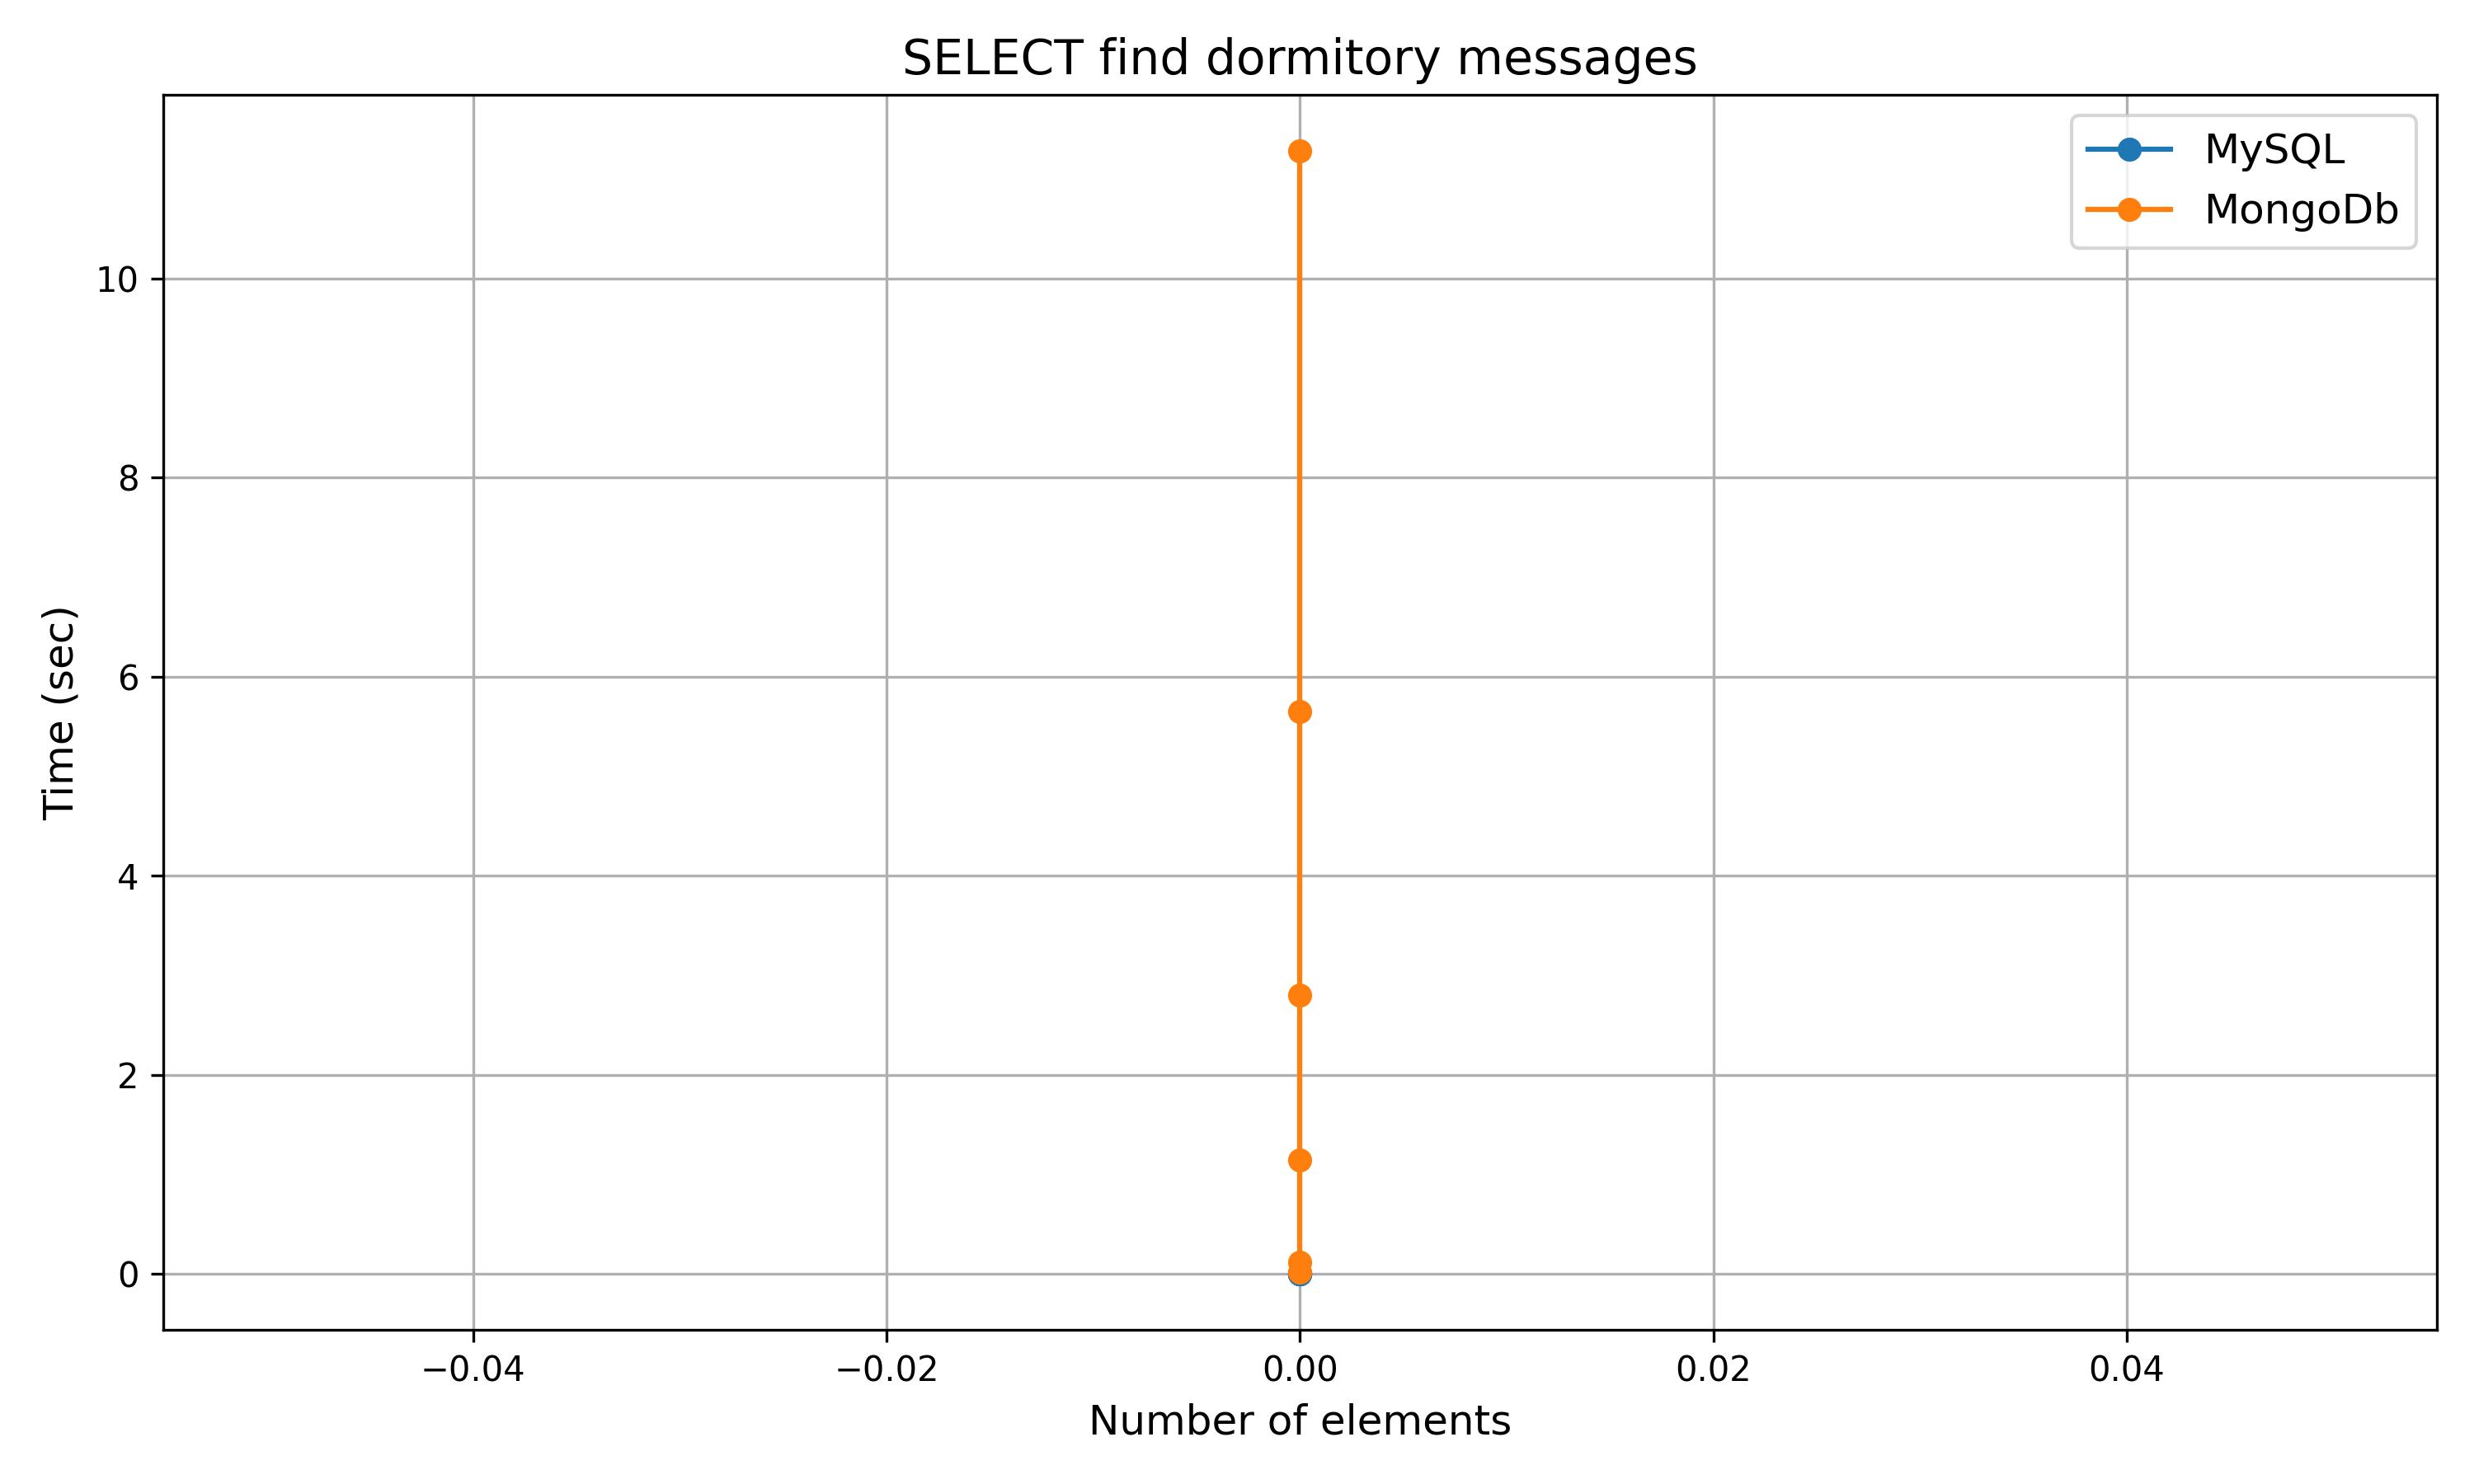 SELECT find dormitory messages
MySQL
MongoDb
10
8
6
4
2
0
Time (sec)
−0.04
−0.02
0.00
0.02
0.04
Number of elements